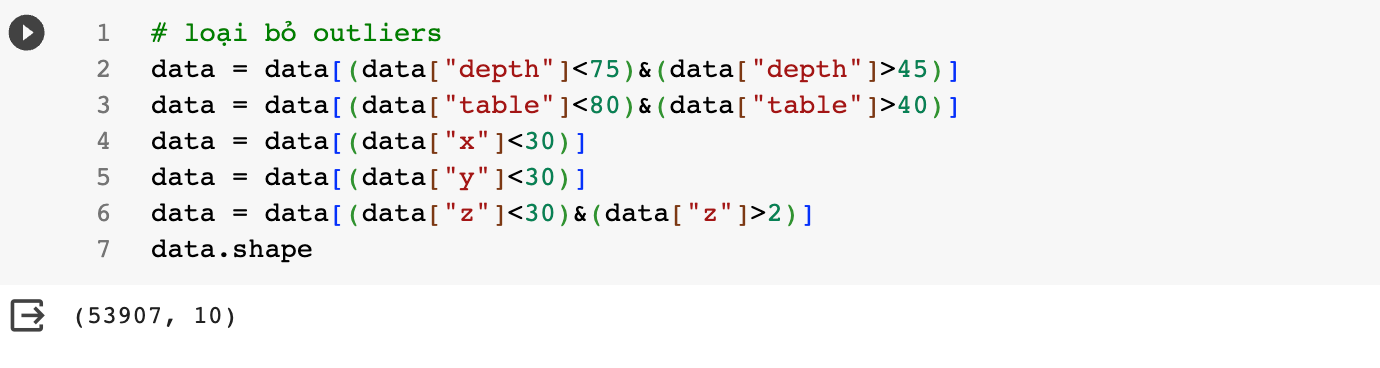 1 # loại bỏ outliers
2 data = data[(data["depth"]<75)&(data["depth"]>45)]
3 data = data[(data["table"]<80)&(data["table"]>40)]
4 data = data[(data["x"]<30)]
5 data = data[(data["y"]<30)]
6 data = data[(data["z"]<30)&(data["z"]>2)]
7 data.shape
(53907, 10)